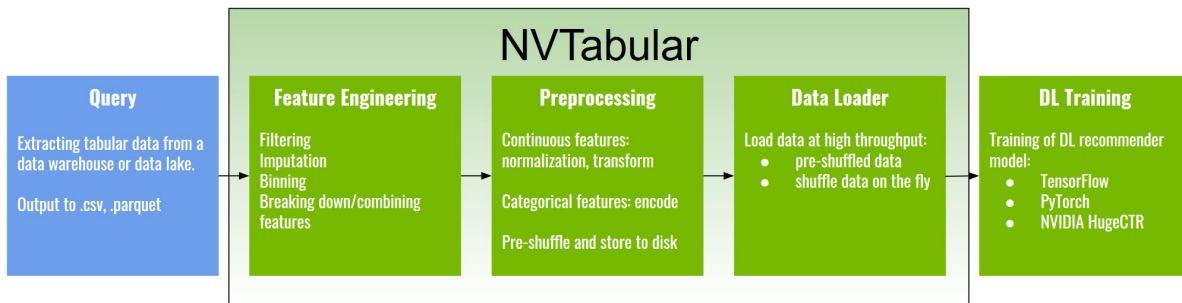 NVTabular
Query
Extracting tabular data from a
data warehouse or data lake.
Output to .csv, .parquet
Feature Engineering
Filtering
Imputation
Binning
Breaking down/combining
features
Preprocessing
Continuous features:
normalization, transform
Categorical features: encode
Pre-shuffle and store to disk
Data Loader
Load data at high throughput:
● pre-shuffled data
● shuffle data on the fly
DL Training
Training of DL recommender
model:
● TensorFlow
● PyTorch
● NVIDIA HugeCTR